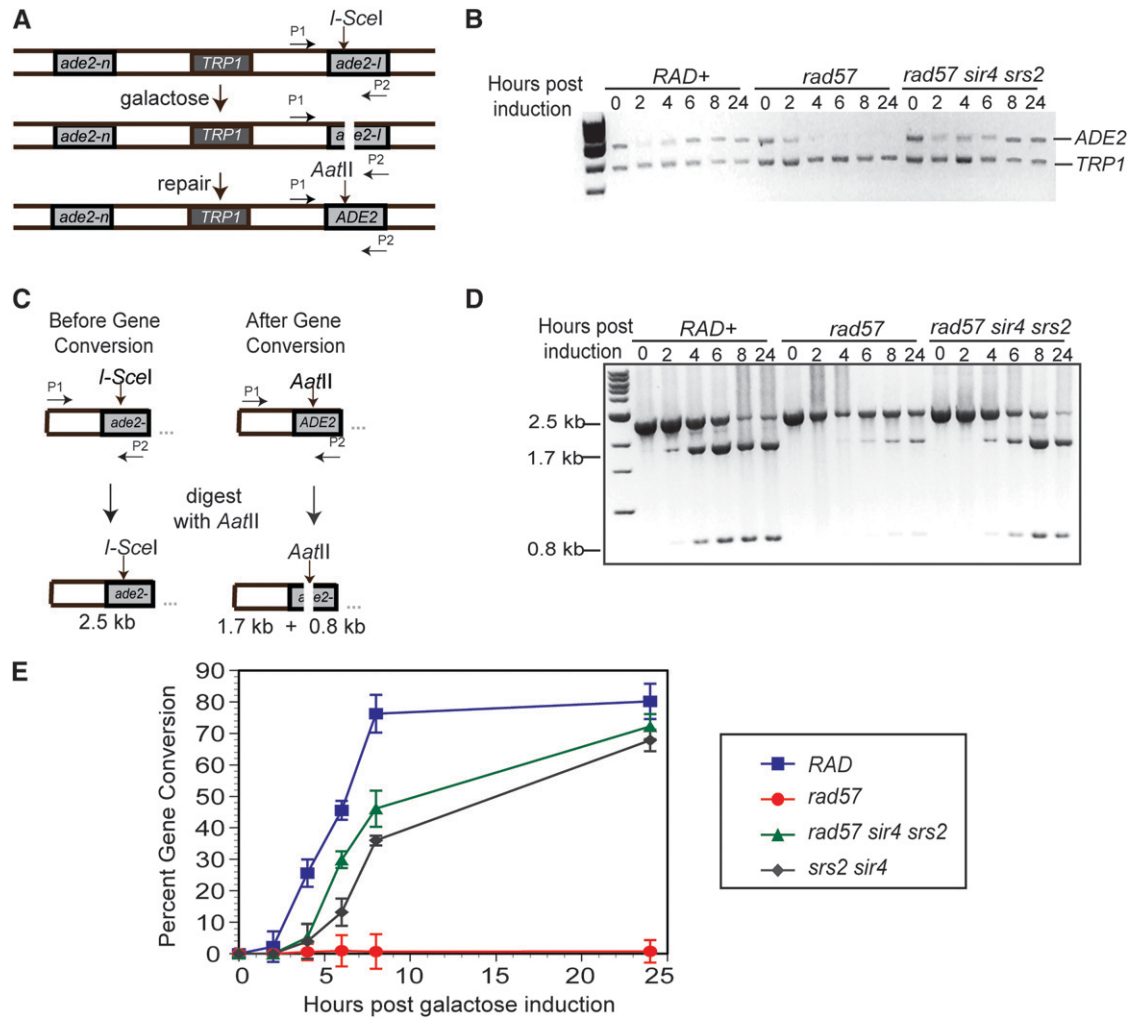 A
I-SceI
P1
ade2-n
TRP1
ade2-I
P2
galactose
P1
ade2-n
TRP1
ade2-I
AatII
P2
repair
P1
ade2-n
TRP1
ADE2
P2
B
Hours post
induction
RAD+
rad57
rad57 sir4 srs2
0 2 4 6 8 24 0 2 4 6 8 24 0 2 4 6 8 24
ADE2
TRP1
C
Before Gene
Conversion
After Gene
Conversion
I-SceI
AatII
P1
P1
ade2-
...
ADE2
...
P2
P2
digest
with AatII
I-SceI
AatII
ade2-
...
ade2-
...
2.5 kb
1.7 kb + 0.8 kb
D
Hours post
induction
RAD+
rad57
rad57 sir4 srs2
0 2 4 6 8 24 0 2 4 6 8 24 0 2 4 6 8 24
2.5 kb
1.7 kb
0.8 kb
E
Percent Gene Conversion
90
80
70
60
50
40
30
20
10
0
0 5 10 15 20 25
Hours post galactose induction
RAD
rad57
rad57 sir4 srs2
srs2 sir4